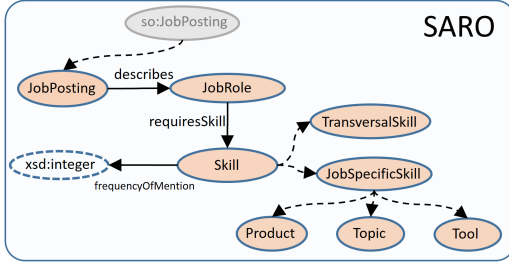 so:JobPosting
SARO
describes
JobPosting
JobRole
requiresSkill
TransversalSkill
xsd:integer
Skill
JobSpecificSkill
frequencyOfMention
Product
Topic
Tool